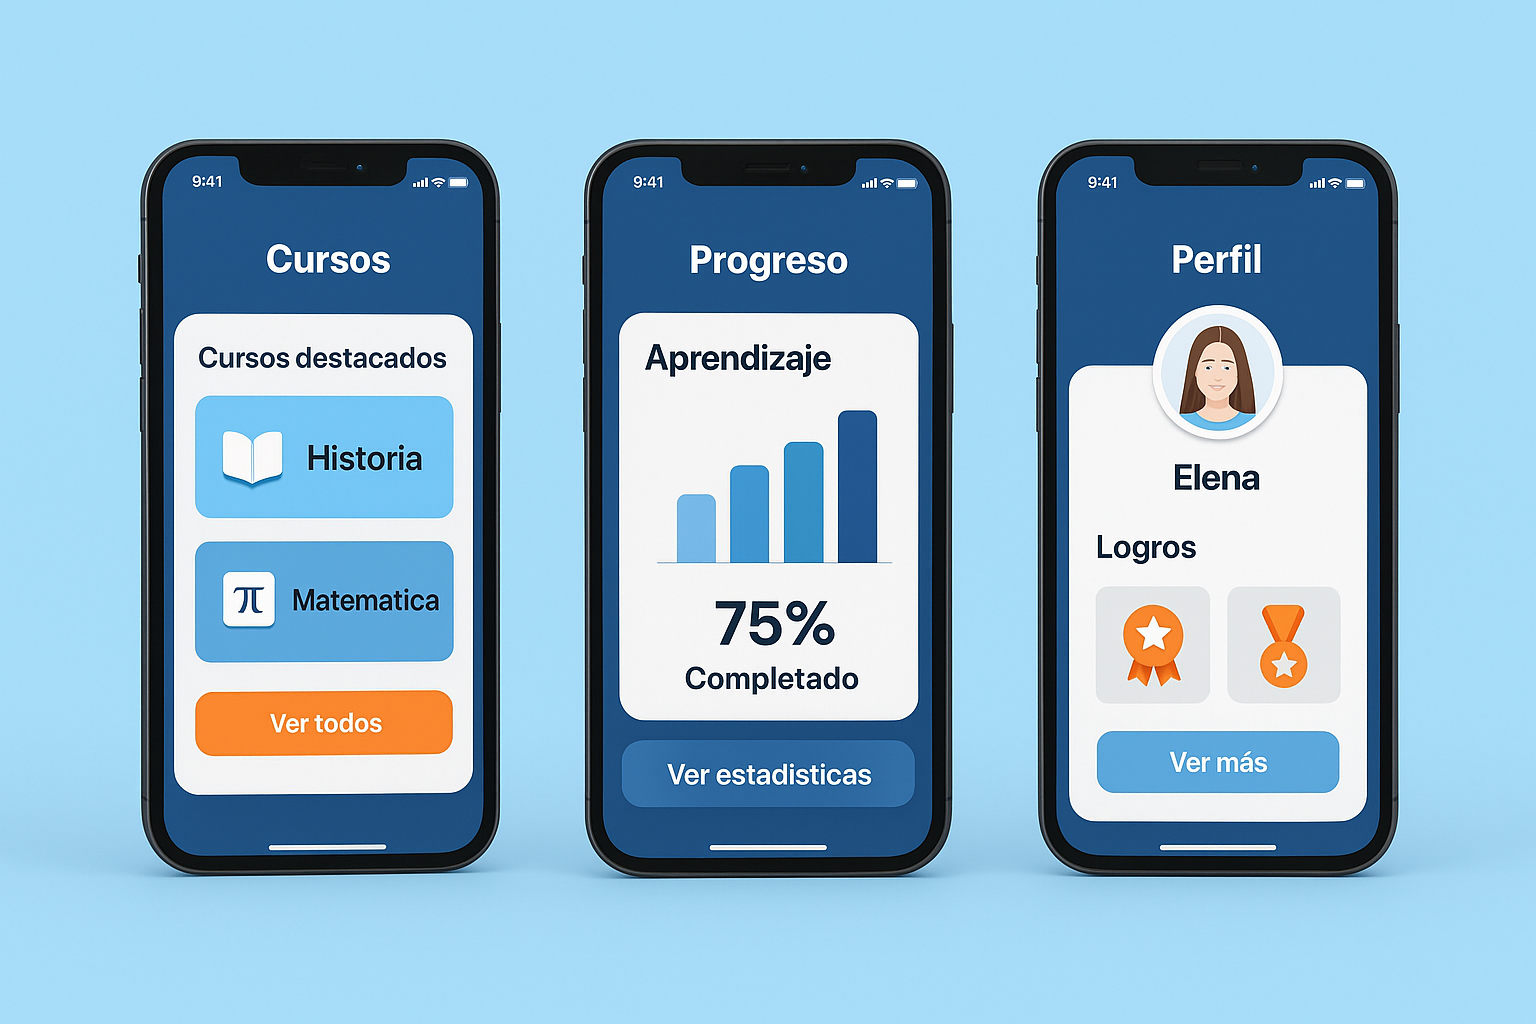 9:41
Cursos
Cursos destacados
Historia
π
Matematica
Ver todos
9:41
Progreso
Aprendizaje
75%
Completado
Ver estadisticas
9:41
Perfil
Elena
Logros
Ver más